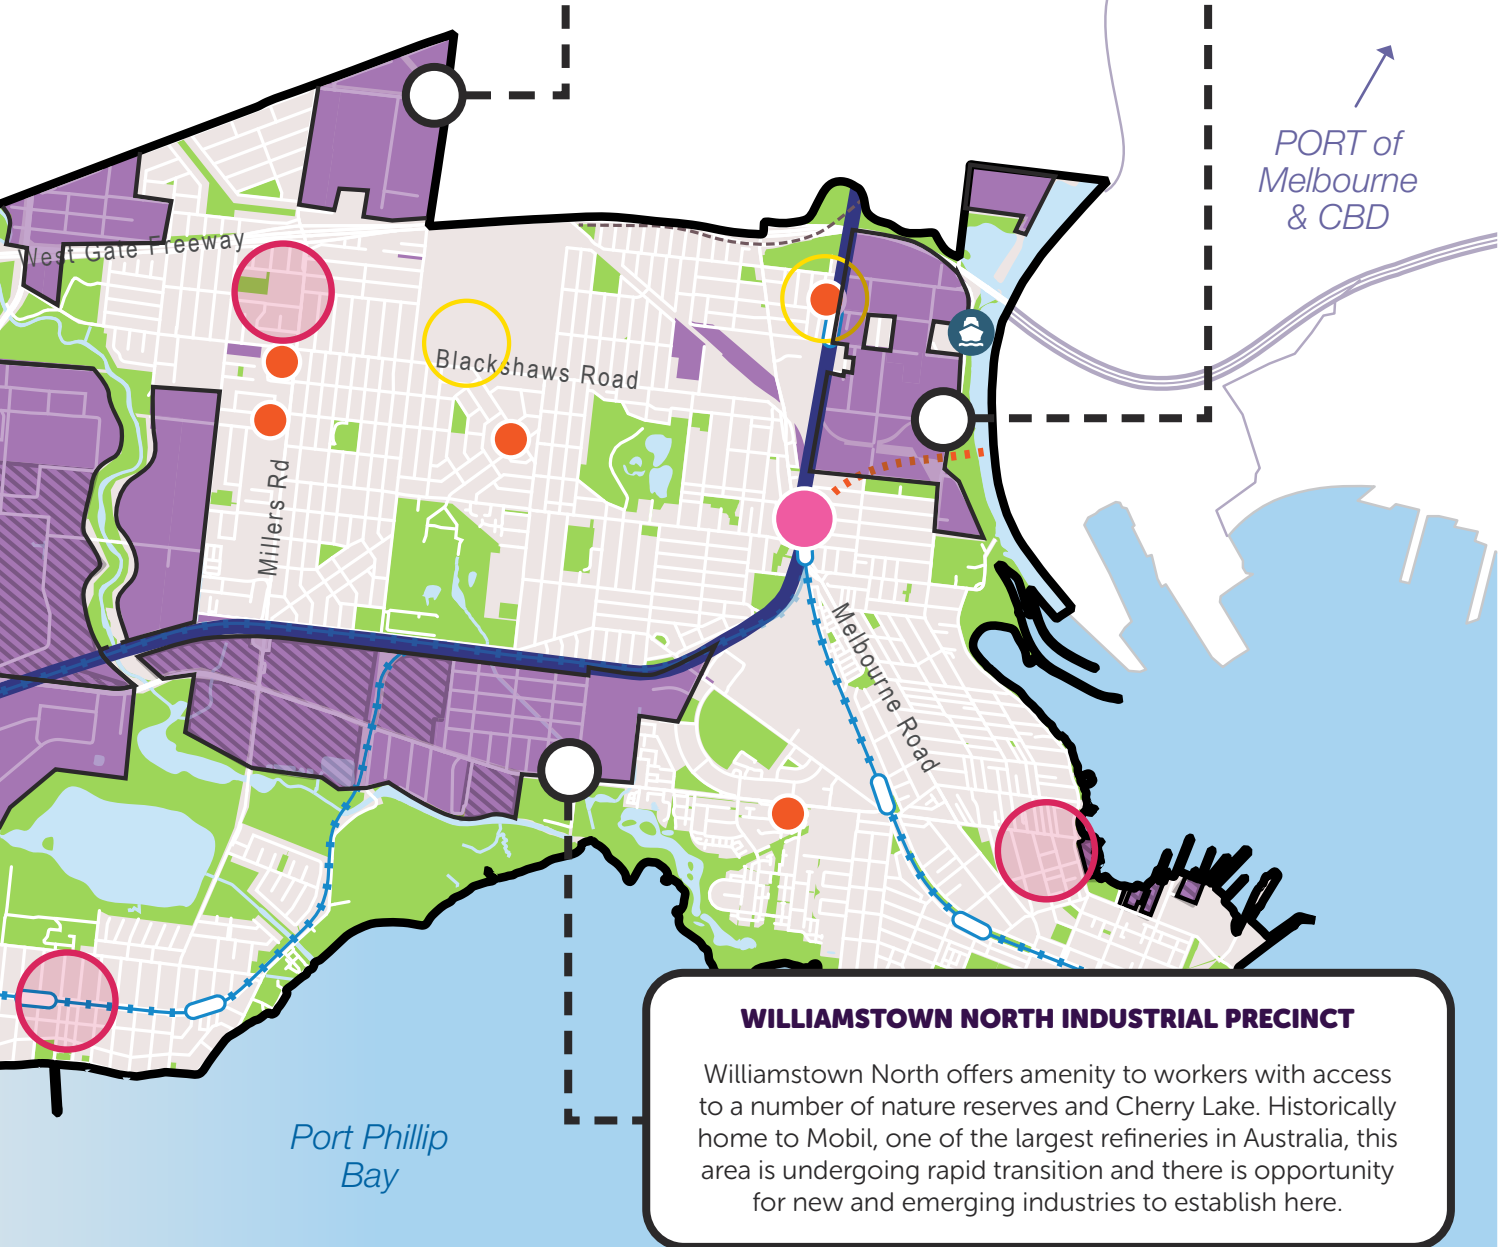 PORT of
Melbourne
& CBD
West Gate Freeway
Blackshaws Road
Millers Rd
Melbourne Road
Port Phillip
Bay
WILLIAMSTOWN NORTH INDUSTRIAL PRECINCT
Williamstown North offers amenity to workers with access
to a number of nature reserves and Cherry Lake. Historically
home to Mobil, one of the largest refineries in Australia, this
area is undergoing rapid transition and there is opportunity
for new and emerging industries to establish here.